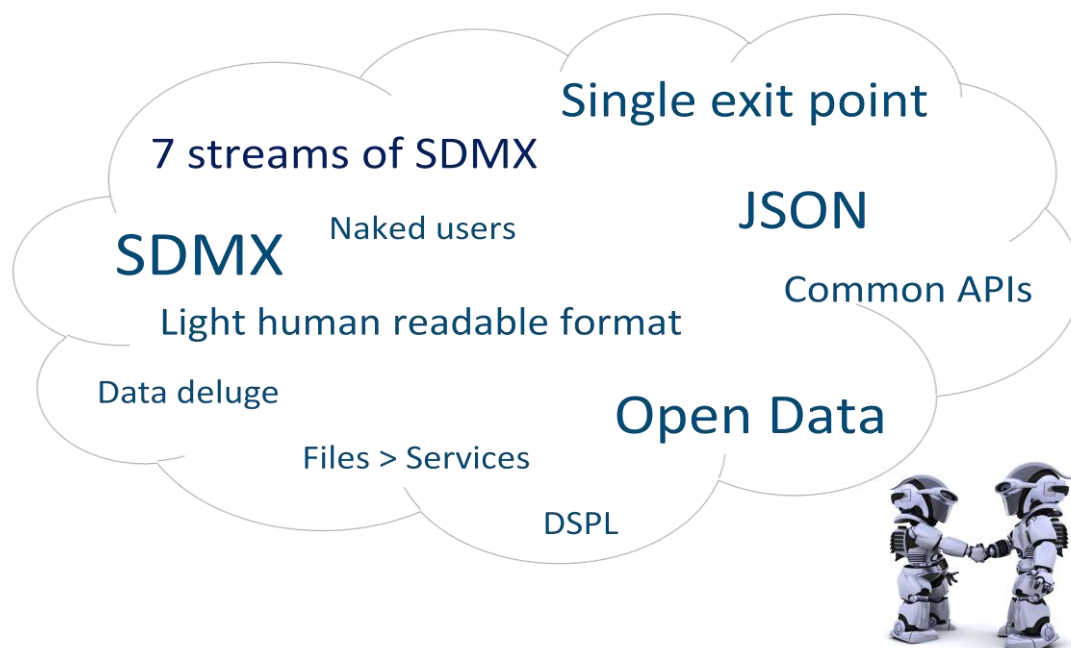 Single exit point
7 streams of SDMX
JSON
Naked users
SDMX
Common APIs
Light human readable format
Data deluge
Open Data
Files > Services
DSPL